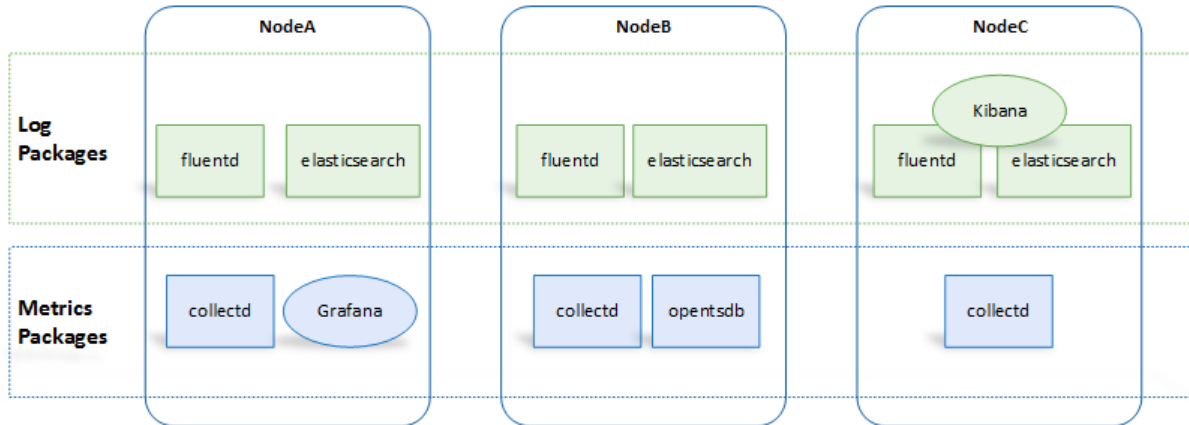 NodeA
NodeB
NodeC
Log
Packages
fluentd
elasticsearch
fluentd
elasticsearch
Kibana
fluentd
elasticsearch
Metrics
Packages
collectd
Grafana
collectd
opentsdb
collectd